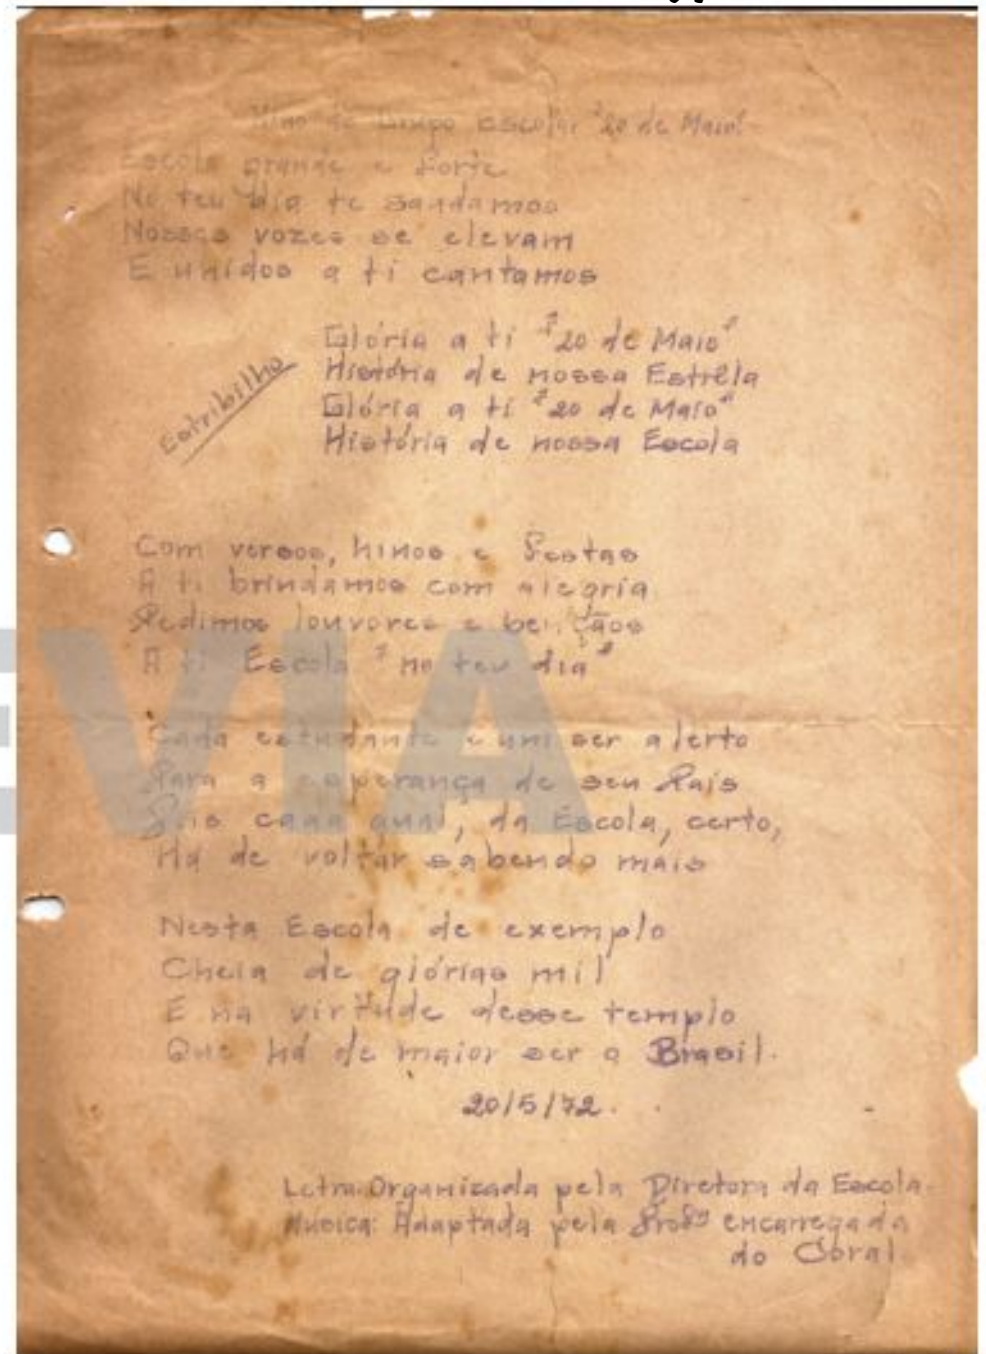 Hino do Grupo Escolar "20 de Maio"
Escola grande e forte
No teu dia te saudamos
Nossas vozes se elevam
E unidos a ti cantamos
Glória a ti "20 de Maio"
História de nossa Estrêla
Estribilho
Glória a ti "20 de Maio"
História de nossa Escola
Com versos, hinos e festas
A ti brindamos com alegria
Pedimos louvores e bençãos
A ti Escola "no teu dia"
EVIA
Cada estudante é um ser alerto
Para a esperança de seu País
Pois cada qual, da Escola, certo,
Há de voltar sabendo mais
Nesta Escola de exemplo
Cheia de glórias mil
E na virtude desse templo
Que há de maior ser o Brasil.
20/5/72.
Letra: Organizada pela Diretora da Escola
Musica: Adaptada pela Profª encarregada
do Coral